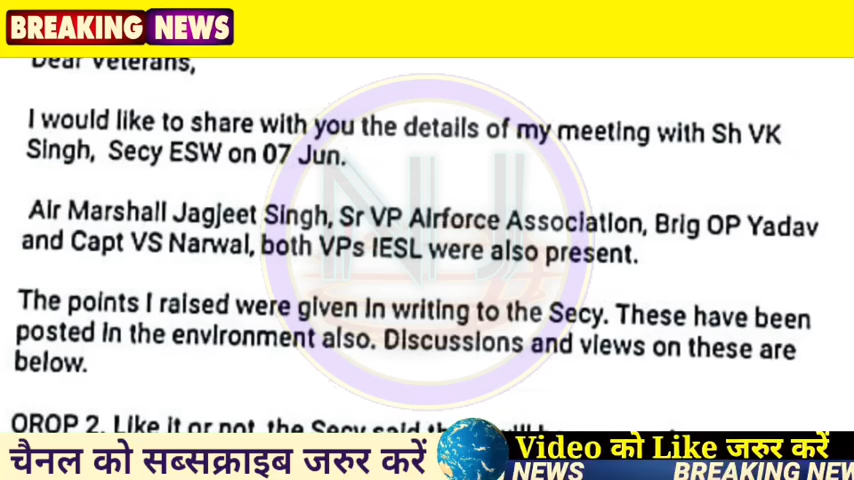 BREAKING NEWS
Dear Veterans,
I would like to share with you the details of my meeting with Sh VK
Singh, Secy ESW on 07 Jun.
Air Marshall Jagjeet Singh, Sr VP Airforce Association, Brig OP Yadav
and Capt VS Narwal, both VPs IESL were also present.
The points I raised were given in writing to the Secy. These have been
posted in the environment also. Discussions and views on these are
below.
OROP 2. Like it or not, the Secy said
चैनल को सब्सक्राइब जरुर करें
Video को Like जरुर करें
NEWS BREAKING NEW